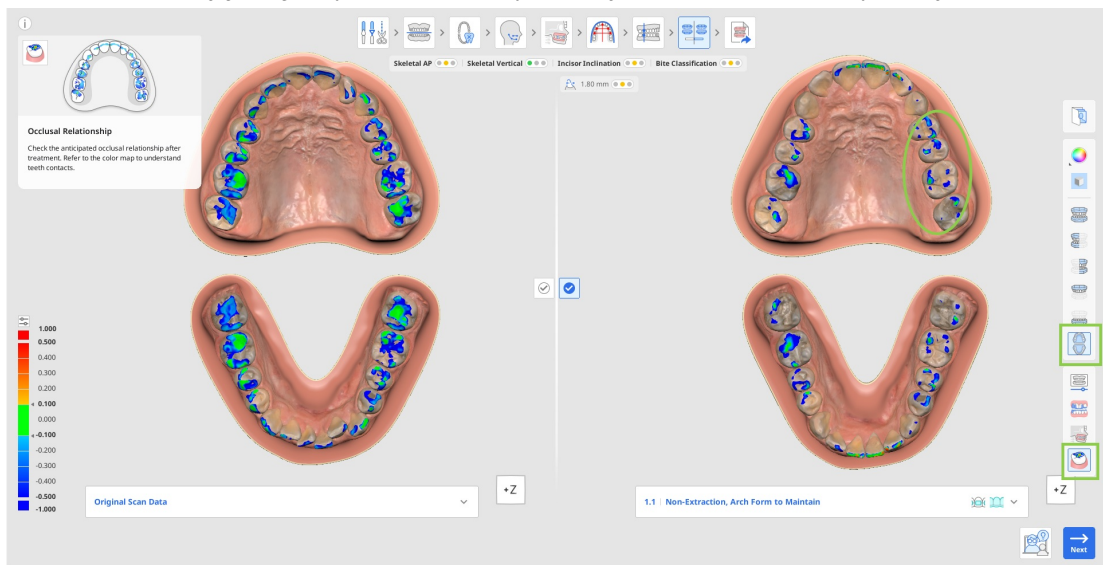 Skeletal AP
Skeletal Vertical
Incisor Inclination
Bite Classification
1.80 mm
Occlusal Relationship
Check the anticipated occlusal relationship after
treatment. Refer to the color map to understand
teeth contacts.
1.000
0.500
0.400
0.300
0.200
0.100
0.000
-0.100
-0.200
-0.300
-0.400
-0.500
-1.000
Original Scan Data
+Z
1.1 | Non-Extraction, Arch Form to Maintain
+Z
Next